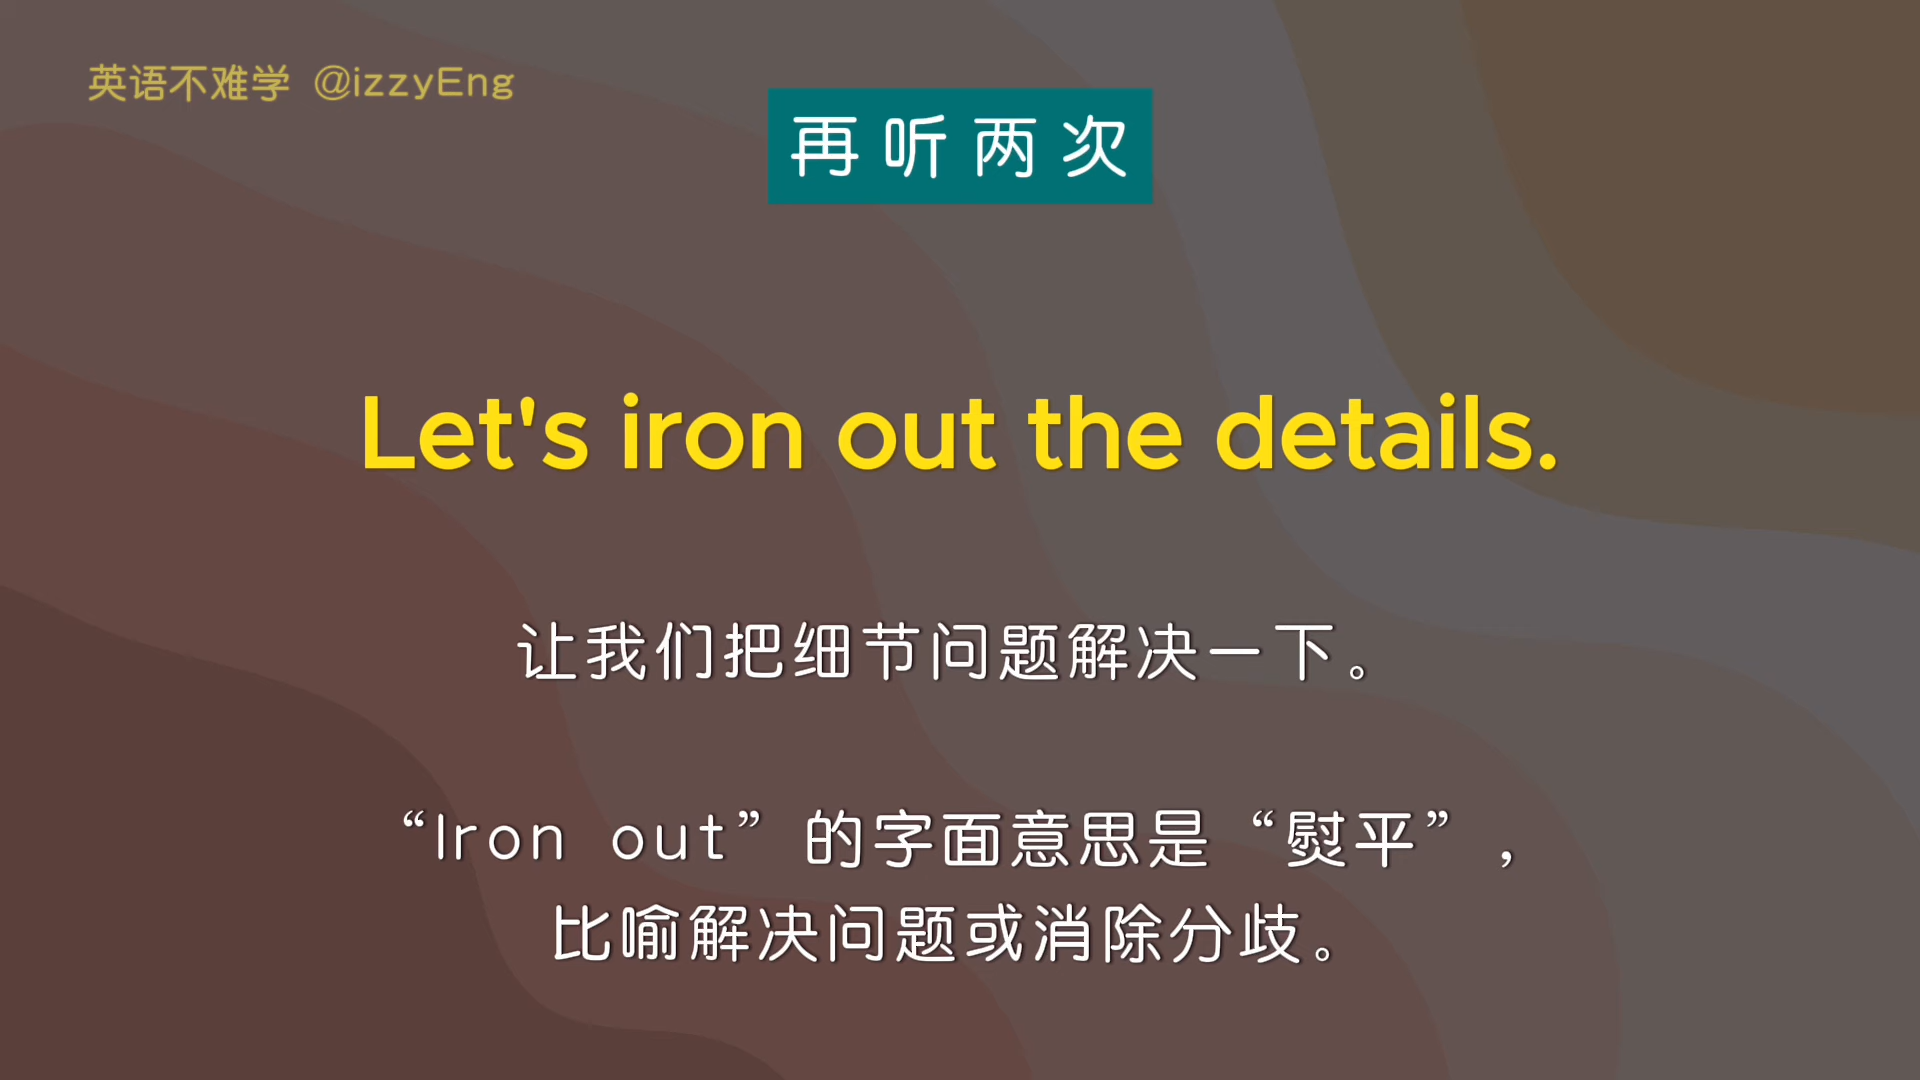 英语不难学 @izzyEng
再听两次
Let's iron out the details.
让我们把细节问题解决一下。
“Iron out”的字面意思是“熨平”，
比喻解决问题或消除分歧。